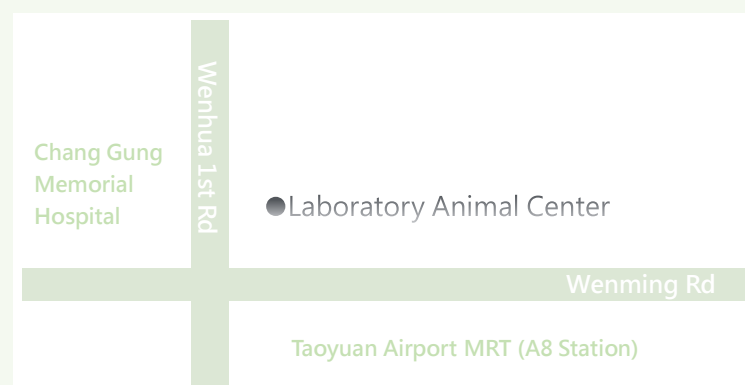 Wenhua 1st Rd
Chang Gung
Memorial
Hospital
Laboratory Animal Center
Wenming Rd
Taoyuan Airport MRT (A8 Station)